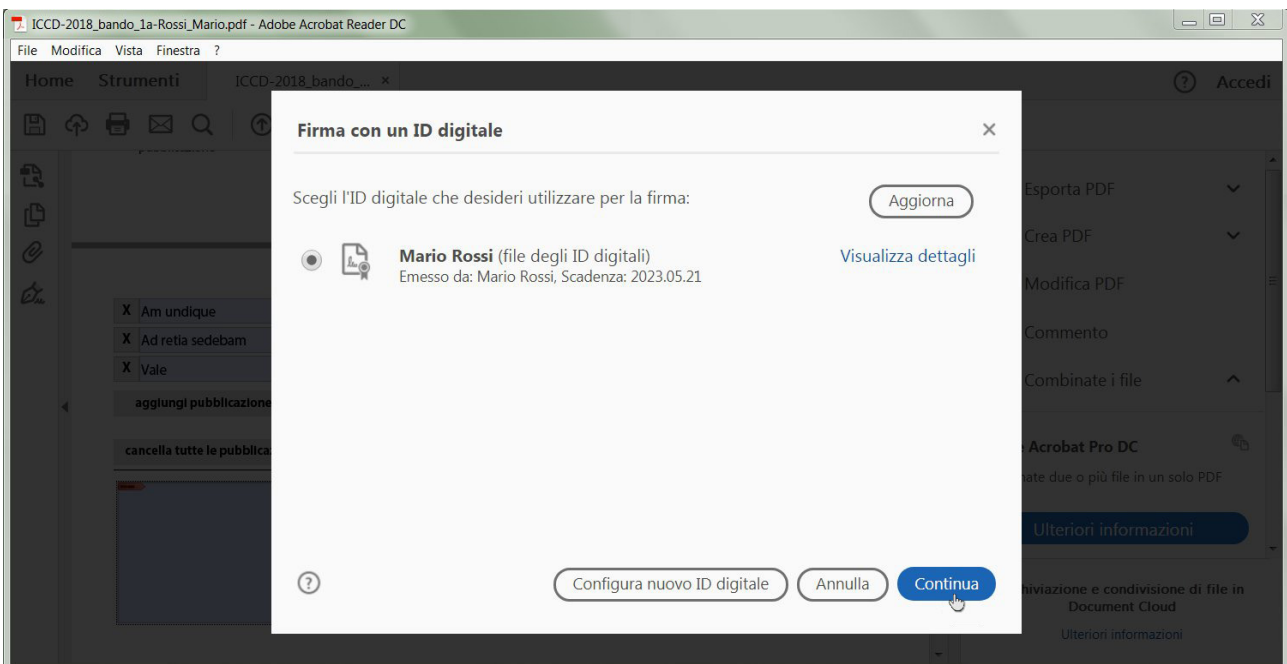 ICCD-2018_bando_1a-Rossi_Mario.pdf - Adobe Acrobat Reader DC
File Modifica Vista Finestra ?
Home Strumenti ICCD-2018_bando_... × Accedi
Firma con un ID digitale
Scegli l'ID digitale che desideri utilizzare per la firma: Aggiorna
Mario Rossi (file degli ID digitali) Visualizza dettagli
Emesso da: Mario Rossi, Scadenza: 2023.05.21
Configura nuovo ID digitale Annulla Continua
X Am undique
X Ad retia sedebam
X Vale
aggiungi pubblicazione
cancella tutte le pubblica
Esporta PDF
Crea PDF
Modifica PDF
Commento
Combinate i file
Acrobat Pro DC
nate due o più file in un solo PDF
Ulteriori informazioni
hiviazione e condivisione di file in
Document Cloud
Ulteriori informazioni